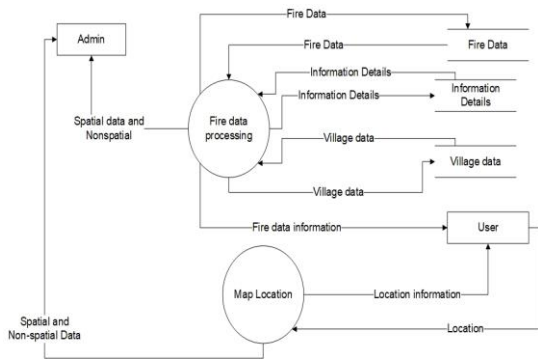 Fire Data
Admin
Fire Data
Fire Data
Information Details
Information
Details
Spatial data and
Nonspatial
Fire data
processing
Information Details
Village data
Village data
Village data
Fire data information
User
Map Location
Location information
Spatial and
Non-spatial Data
Location